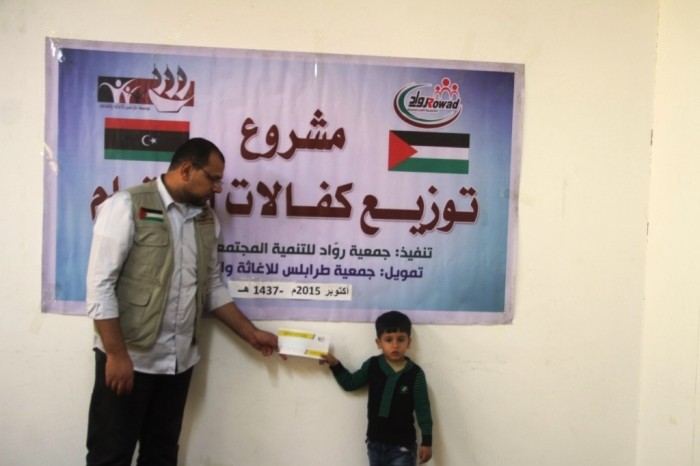 رواد Rowad
مشروع
توزيع كفالات
تنفيذ: جمعية روّاد للتنمية المجتمع
تمويل: جمعية طرابلس للاغاثة
أكتوبر 2015م -1437 هـ